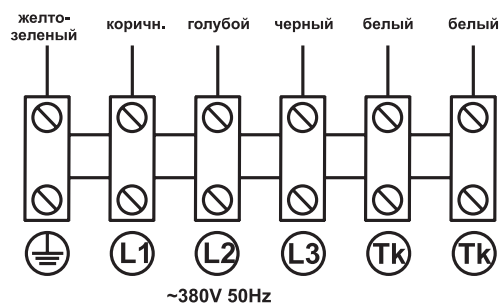 желто-
зеленый коричн. голубой черный белый белый
L1 L2 L3 Tk Tk
~380V 50Hz